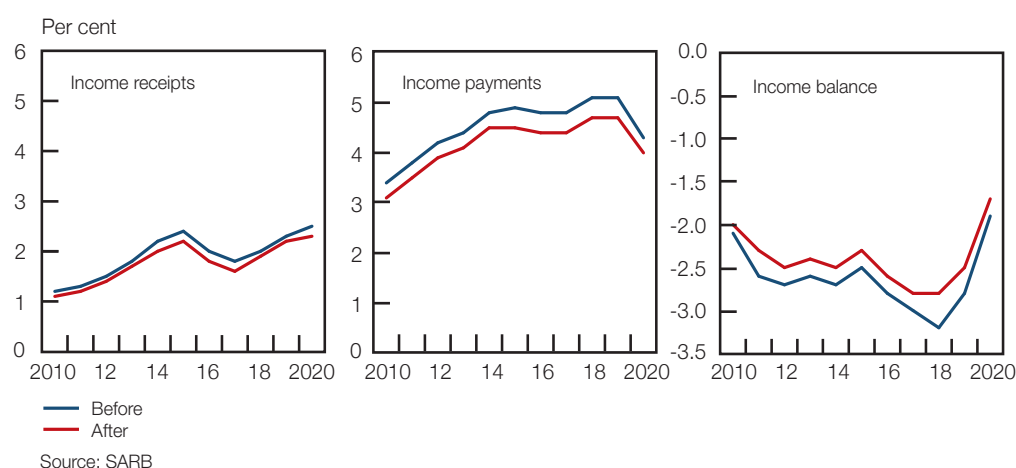 Per cent
Income receipts
6
5
4
3
2
1
0
2010 12 14 16 18 2020
Income payments
6
5
4
3
2
1
0
2010 12 14 16 18 2020
Income balance
0.0
-0.5
-1.0
-1.5
-2.0
-2.5
-3.0
-3.5
2010 12 14 16 18 2020
Before
After
Source: SARB